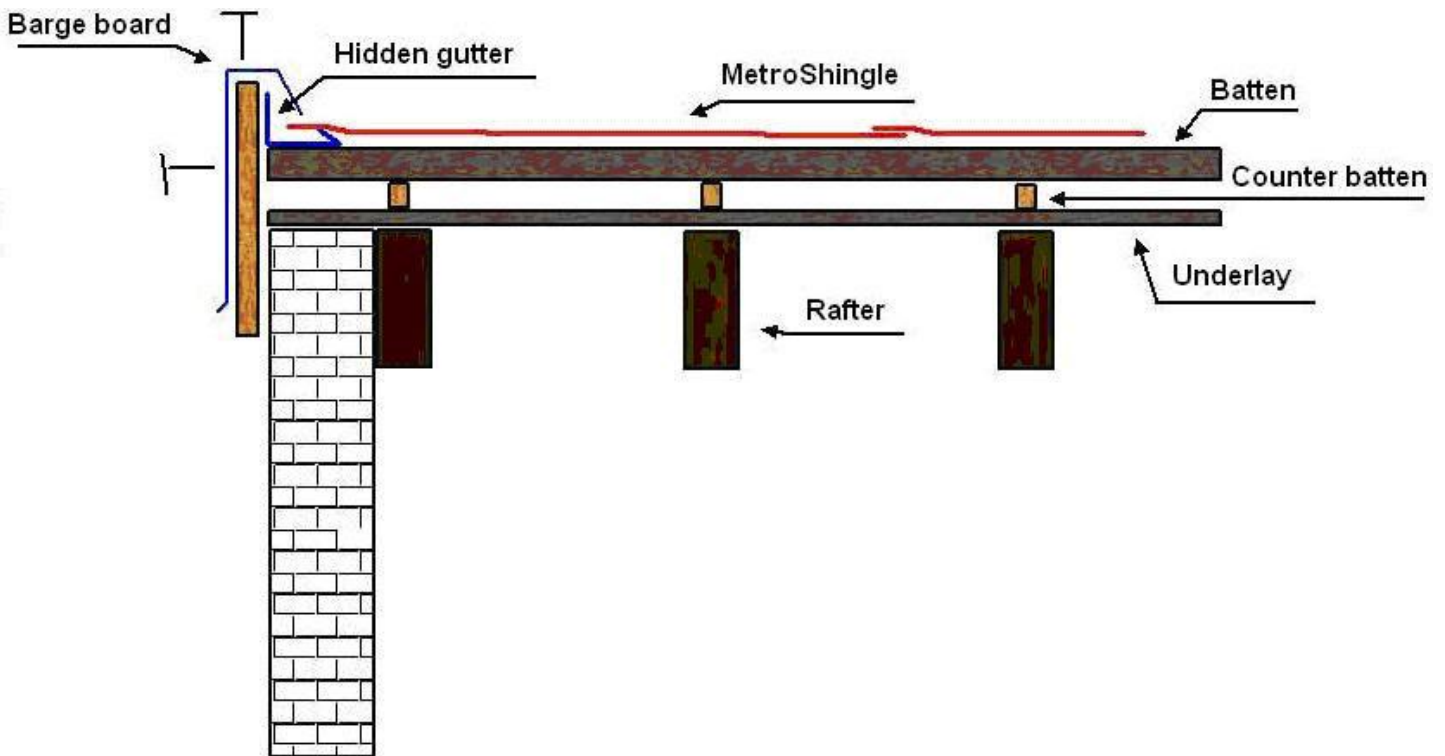 Barge board
Hidden gutter
MetroShingle
Batten
Counter batten
Underlay
Rafter